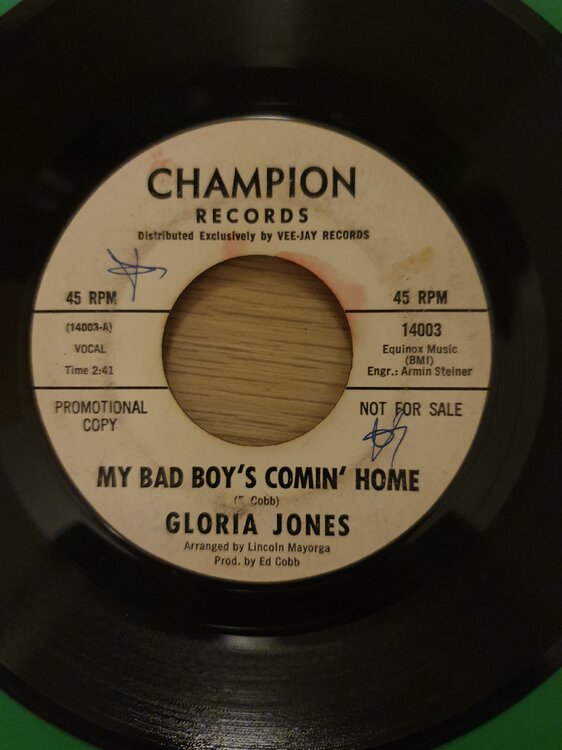 CHAMPION
RECORDS
Distributed Exclusively by VEE-JAY RECORDS
45 RPM
45 RPM
(14003-A)
VOCAL
Time 2:41
14003
Equinox Music
(BMI)
Engr.: Armin Steiner
PROMOTIONAL
COPY
NOT FOR SALE
MY BAD BOY'S COMIN' HOME
(E. Cobb)
GLORIA JONES
Arranged by Lincoln Mayorga
Prod. by Ed Cobb